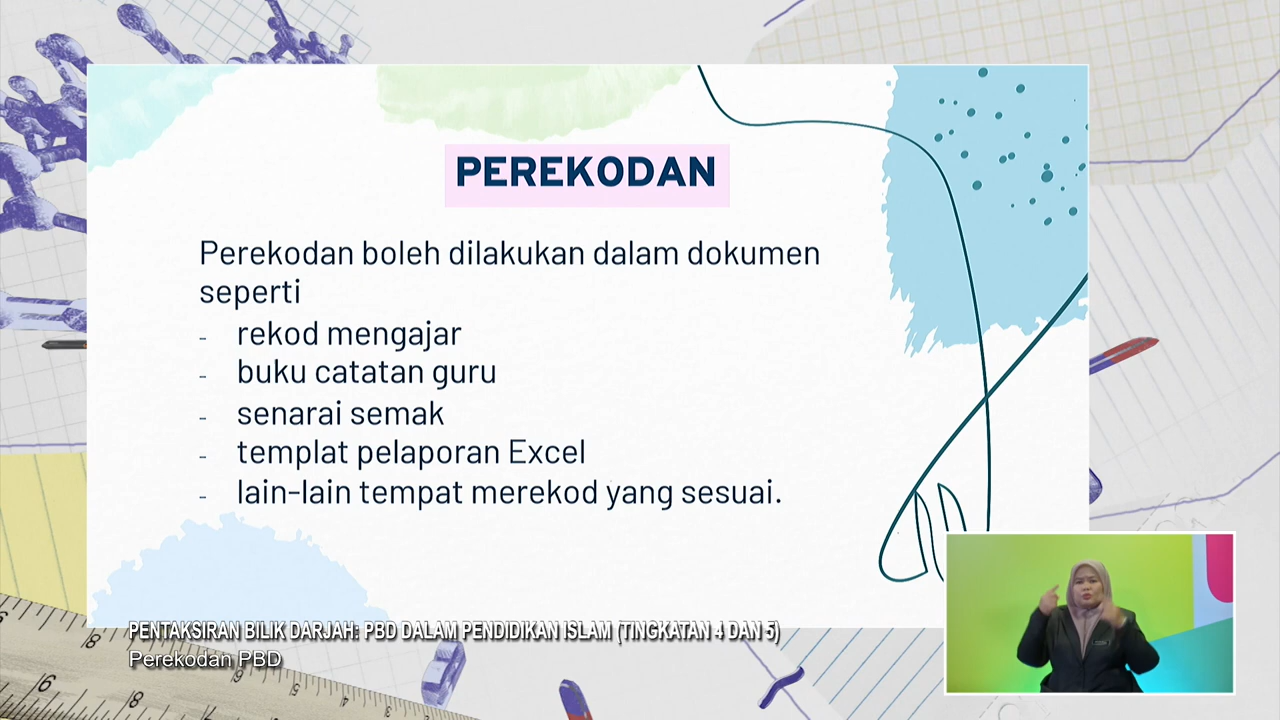 PEREKODAN
Perekodan boleh dilakukan dalam dokumen
seperti
- rekod mengajar
- buku catatan guru
- senarai semak
- templat pelaporan Excel
- lain-lain tempat merekod yang sesuai.
PENTAKSIRAN BILIK DARJAH: PBD DALAM PENDIDIKAN ISLAM (TINGKATAN 4 DAN 5)
Perekodan PBD